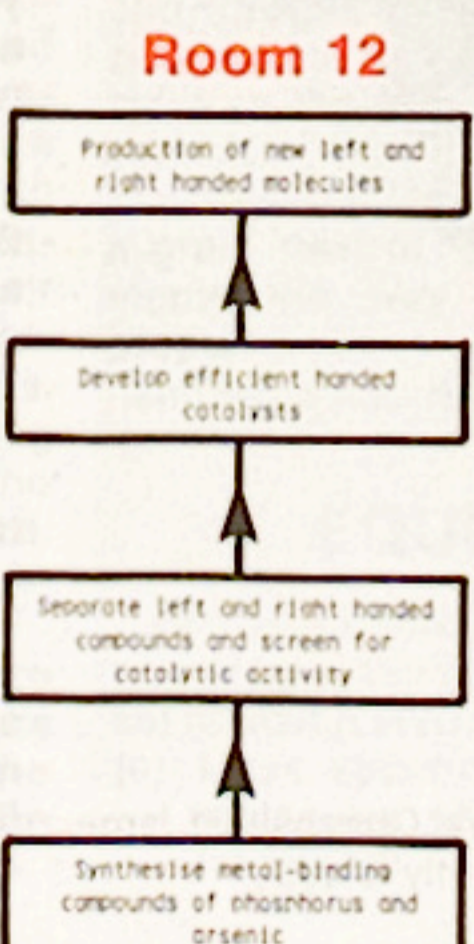 Room 12
Production of new left and
right handed molecules
Develop efficient handed
catalysts
Separate left and right handed
compounds and screen for
catalytic activity
Synthesise metal-binding
compounds of phosphorus and
arsenic